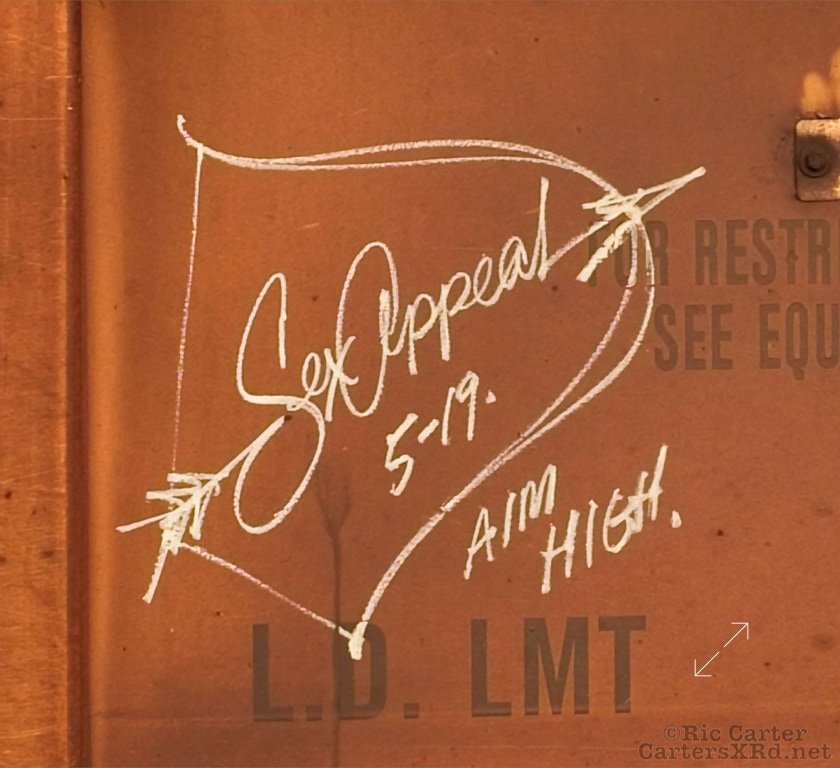 FOR RESTR
SEE EQU
Sex Appeal
5-19.
AIM
HIGH.
L.D. LMT
©Ric Carter
CartersXRd.net